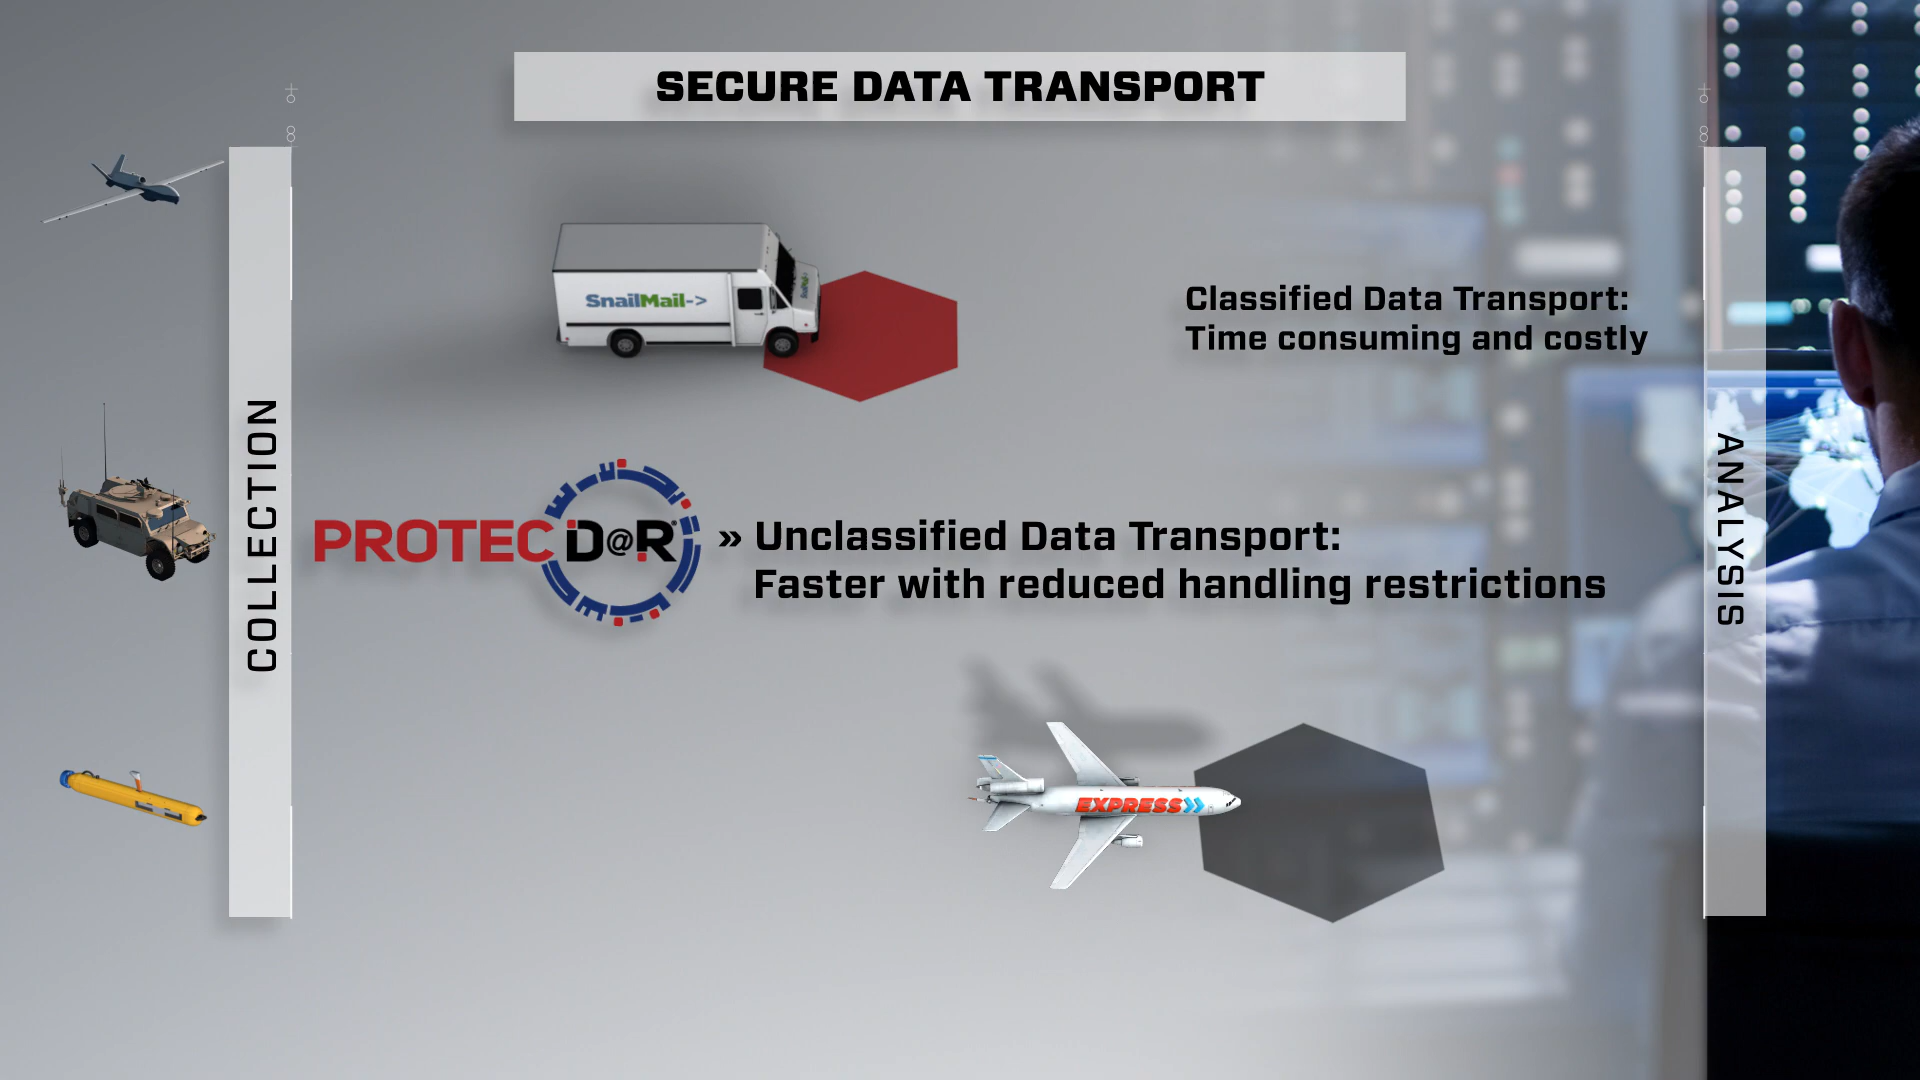 SECURE DATA TRANSPORT
SnailMail->
Classified Data Transport:
Time consuming and costly
COLLECTION
PROTECD@R®
» Unclassified Data Transport:
Faster with reduced handling restrictions
ANALYSIS
EXPRESS»